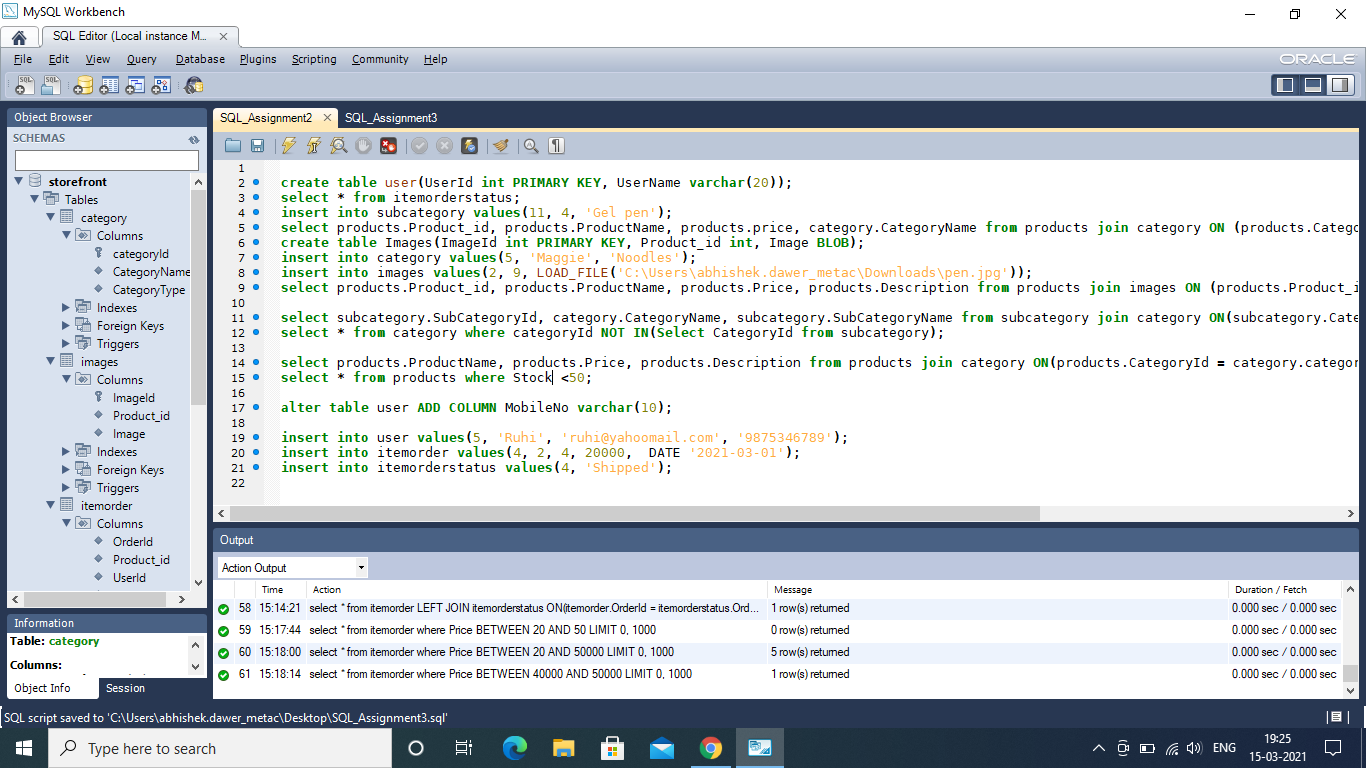 MySQL Workbench
SQL Editor (Local instance M...
File Edit View Query Database Plugins Scripting Community Help
ORACLE
Object Browser
SCHEMAS
storefront
Tables
category
Columns
categoryId
CategoryName
CategoryType
Indexes
Foreign Keys
Triggers
images
Columns
ImageId
Product_id
Image
Indexes
Foreign Keys
Triggers
itemorder
Columns
OrderId
Product_id
UserId
Information
Table: category
Columns:
Object Info Session
SQL_Assignment2 SQL_Assignment3
1
2 create table user(UserId int PRIMARY KEY, UserName varchar(20));
3 select * from itemorderstatus;
4 insert into subcategory values(11, 4, 'Gel pen');
5 select products.Product_id, products.ProductName, products.price, category.CategoryName from products join category ON (products.Catego
6 create table Images(ImageId int PRIMARY KEY, Product_id int, Image BLOB);
7 insert into category values(5, 'Maggie', 'Noodles');
8 insert into images values(2, 9, LOAD_FILE('C:\Users\abhishek.dawer_metac\Downloads\pen.jpg'));
9 select products.Product_id, products.ProductName, products.Price, products.Description from products join images ON (products.Product_i
10
11 select subcategory.SubCategoryId, category.CategoryName, subcategory.SubCategoryName from subcategory join category ON(subcategory.Cate
12 select * from category where categoryId NOT IN(Select CategoryId from subcategory);
13
14 select products.ProductName, products.Price, products.Description from products join category ON(products.CategoryId = category.categor
15 select * from products where Stock <50;
16
17 alter table user ADD COLUMN MobileNo varchar(10);
18
19 insert into user values(5, 'Ruhi', 'ruhi@yahoomail.com', '9875346789');
20 insert into itemorder values(4, 2, 4, 20000, DATE '2021-03-01');
21 insert into itemorderstatus values(4, 'Shipped');
22
Output
Action Output
Time Action Message Duration / Fetch
58 15:14:21 select * from itemorder LEFT JOIN itemorderstatus ON(itemorder.OrderId = itemorderstatus.Ord... 1 row(s) returned 0.000 sec / 0.000 sec
59 15:17:44 select * from itemorder where Price BETWEEN 20 AND 50 LIMIT 0, 1000 0 row(s) returned 0.000 sec / 0.000 sec
60 15:18:00 select * from itemorder where Price BETWEEN 20 AND 50000 LIMIT 0, 1000 5 row(s) returned 0.000 sec / 0.000 sec
61 15:18:14 select * from itemorder where Price BETWEEN 40000 AND 50000 LIMIT 0, 1000 1 row(s) returned 0.000 sec / 0.000 sec
SQL script saved to 'C:\Users\abhishek.dawer_metac\Desktop\SQL_Assignment3.sql'
Type here to search
ENG
19:25
15-03-2021